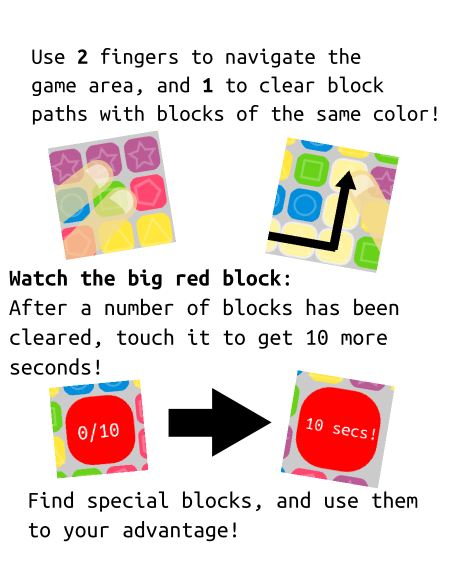 Use 2 fingers to navigate the
game area, and 1 to clear block
paths with blocks of the same color!
Watch the big red block:
After a number of blocks has been
cleared, touch it to get 10 more
seconds!
0/10
10 secs!
Find special blocks, and use them
to your advantage!